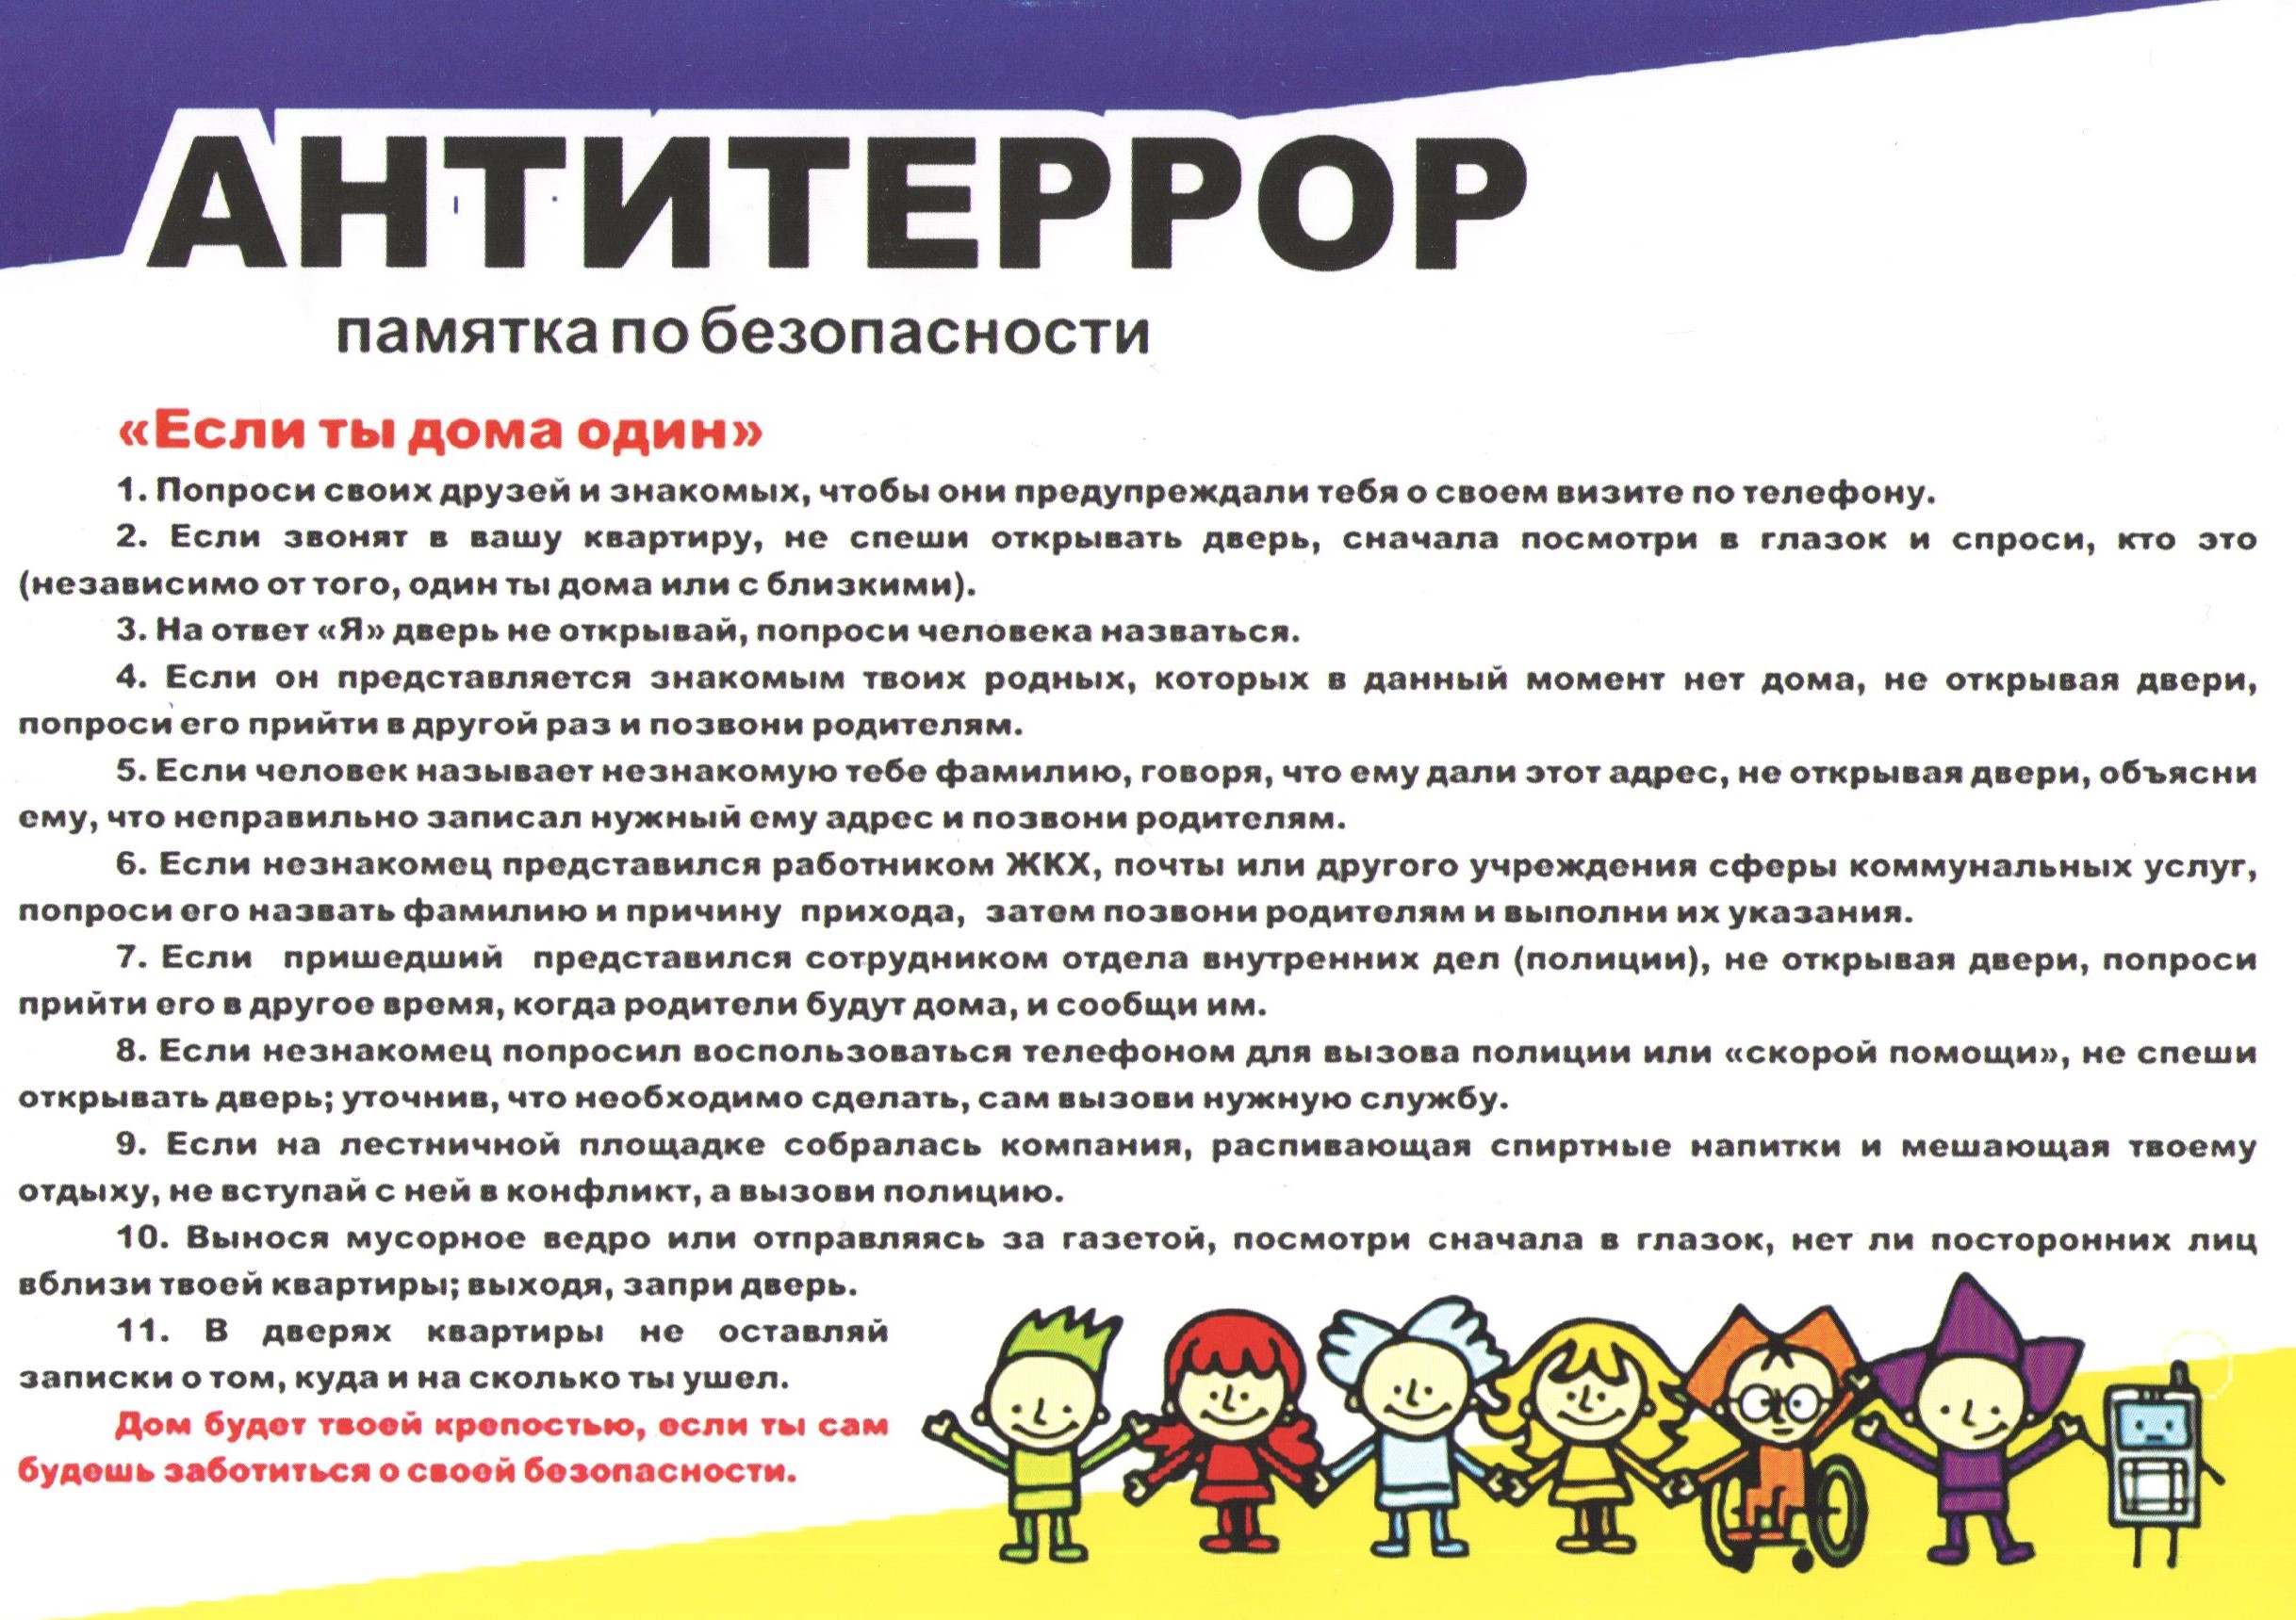 АНТИТЕРРОР
памятка по безопасности
«Если ты дома один»
1. Попроси своих друзей и знакомых, чтобы они предупреждали тебя о своем визите по телефону.
2. Если звонят в вашу квартиру, не спеши открывать дверь, сначала посмотри в глазок и спроси, кто это
(независимо от того, один ты дома или с близкими).
3. На ответ «Я» дверь не открывай, попроси человека назваться.
4. Если он представляется знакомым твоих родных, которых в данный момент нет дома, не открывая двери,
попроси его прийти в другой раз и позвони родителям.
5. Если человек называет незнакомую тебе фамилию, говоря, что ему дали этот адрес, не открывая двери, объясни
ему, что неправильно записал нужный ему адрес и позвони родителям.
6. Если незнакомец представился работником ЖКХ, почты или другого учреждения сферы коммунальных услуг,
попроси его назвать фамилию и причину прихода, затем позвони родителям и выполни их указания.
7. Если пришедший представился сотрудником отдела внутренних дел (полиции), не открывая двери, попроси
прийти его в другое время, когда родители будут дома, и сообщи им.
8. Если незнакомец попросил воспользоваться телефоном для вызова полиции или «скорой помощи», не спеши
открывать дверь; уточнив, что необходимо сделать, сам вызови нужную службу.
9. Если на лестничной площадке собралась компания, распивающая спиртные напитки и мешающая твоему
отдыху, не вступай с ней в конфликт, а вызови полицию.
10. Вынося мусорное ведро или отправляясь за газетой, посмотри сначала в глазок, нет ли посторонних лиц
вблизи твоей квартиры; выходя, запри дверь.
11. В дверях квартиры не оставляй
записки о том, куда и на сколько ты ушел.
Дом будет твоей крепостью, если ты сам
будешь заботиться о своей безопасности.